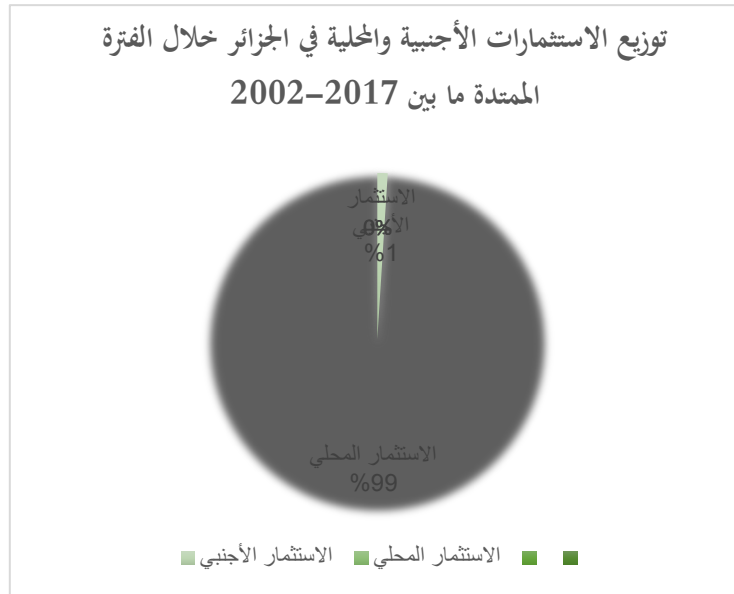 توزيع الاستثمارات الأجنبية والمحلية في الجزائر خلال الفترة
الممتدة ما بين 2017–2002
الاستثمار
الأجنبي
0%
%1
الاستثمار المحلي
%99
الاستثمار الأجنبي
الاستثمار المحلي